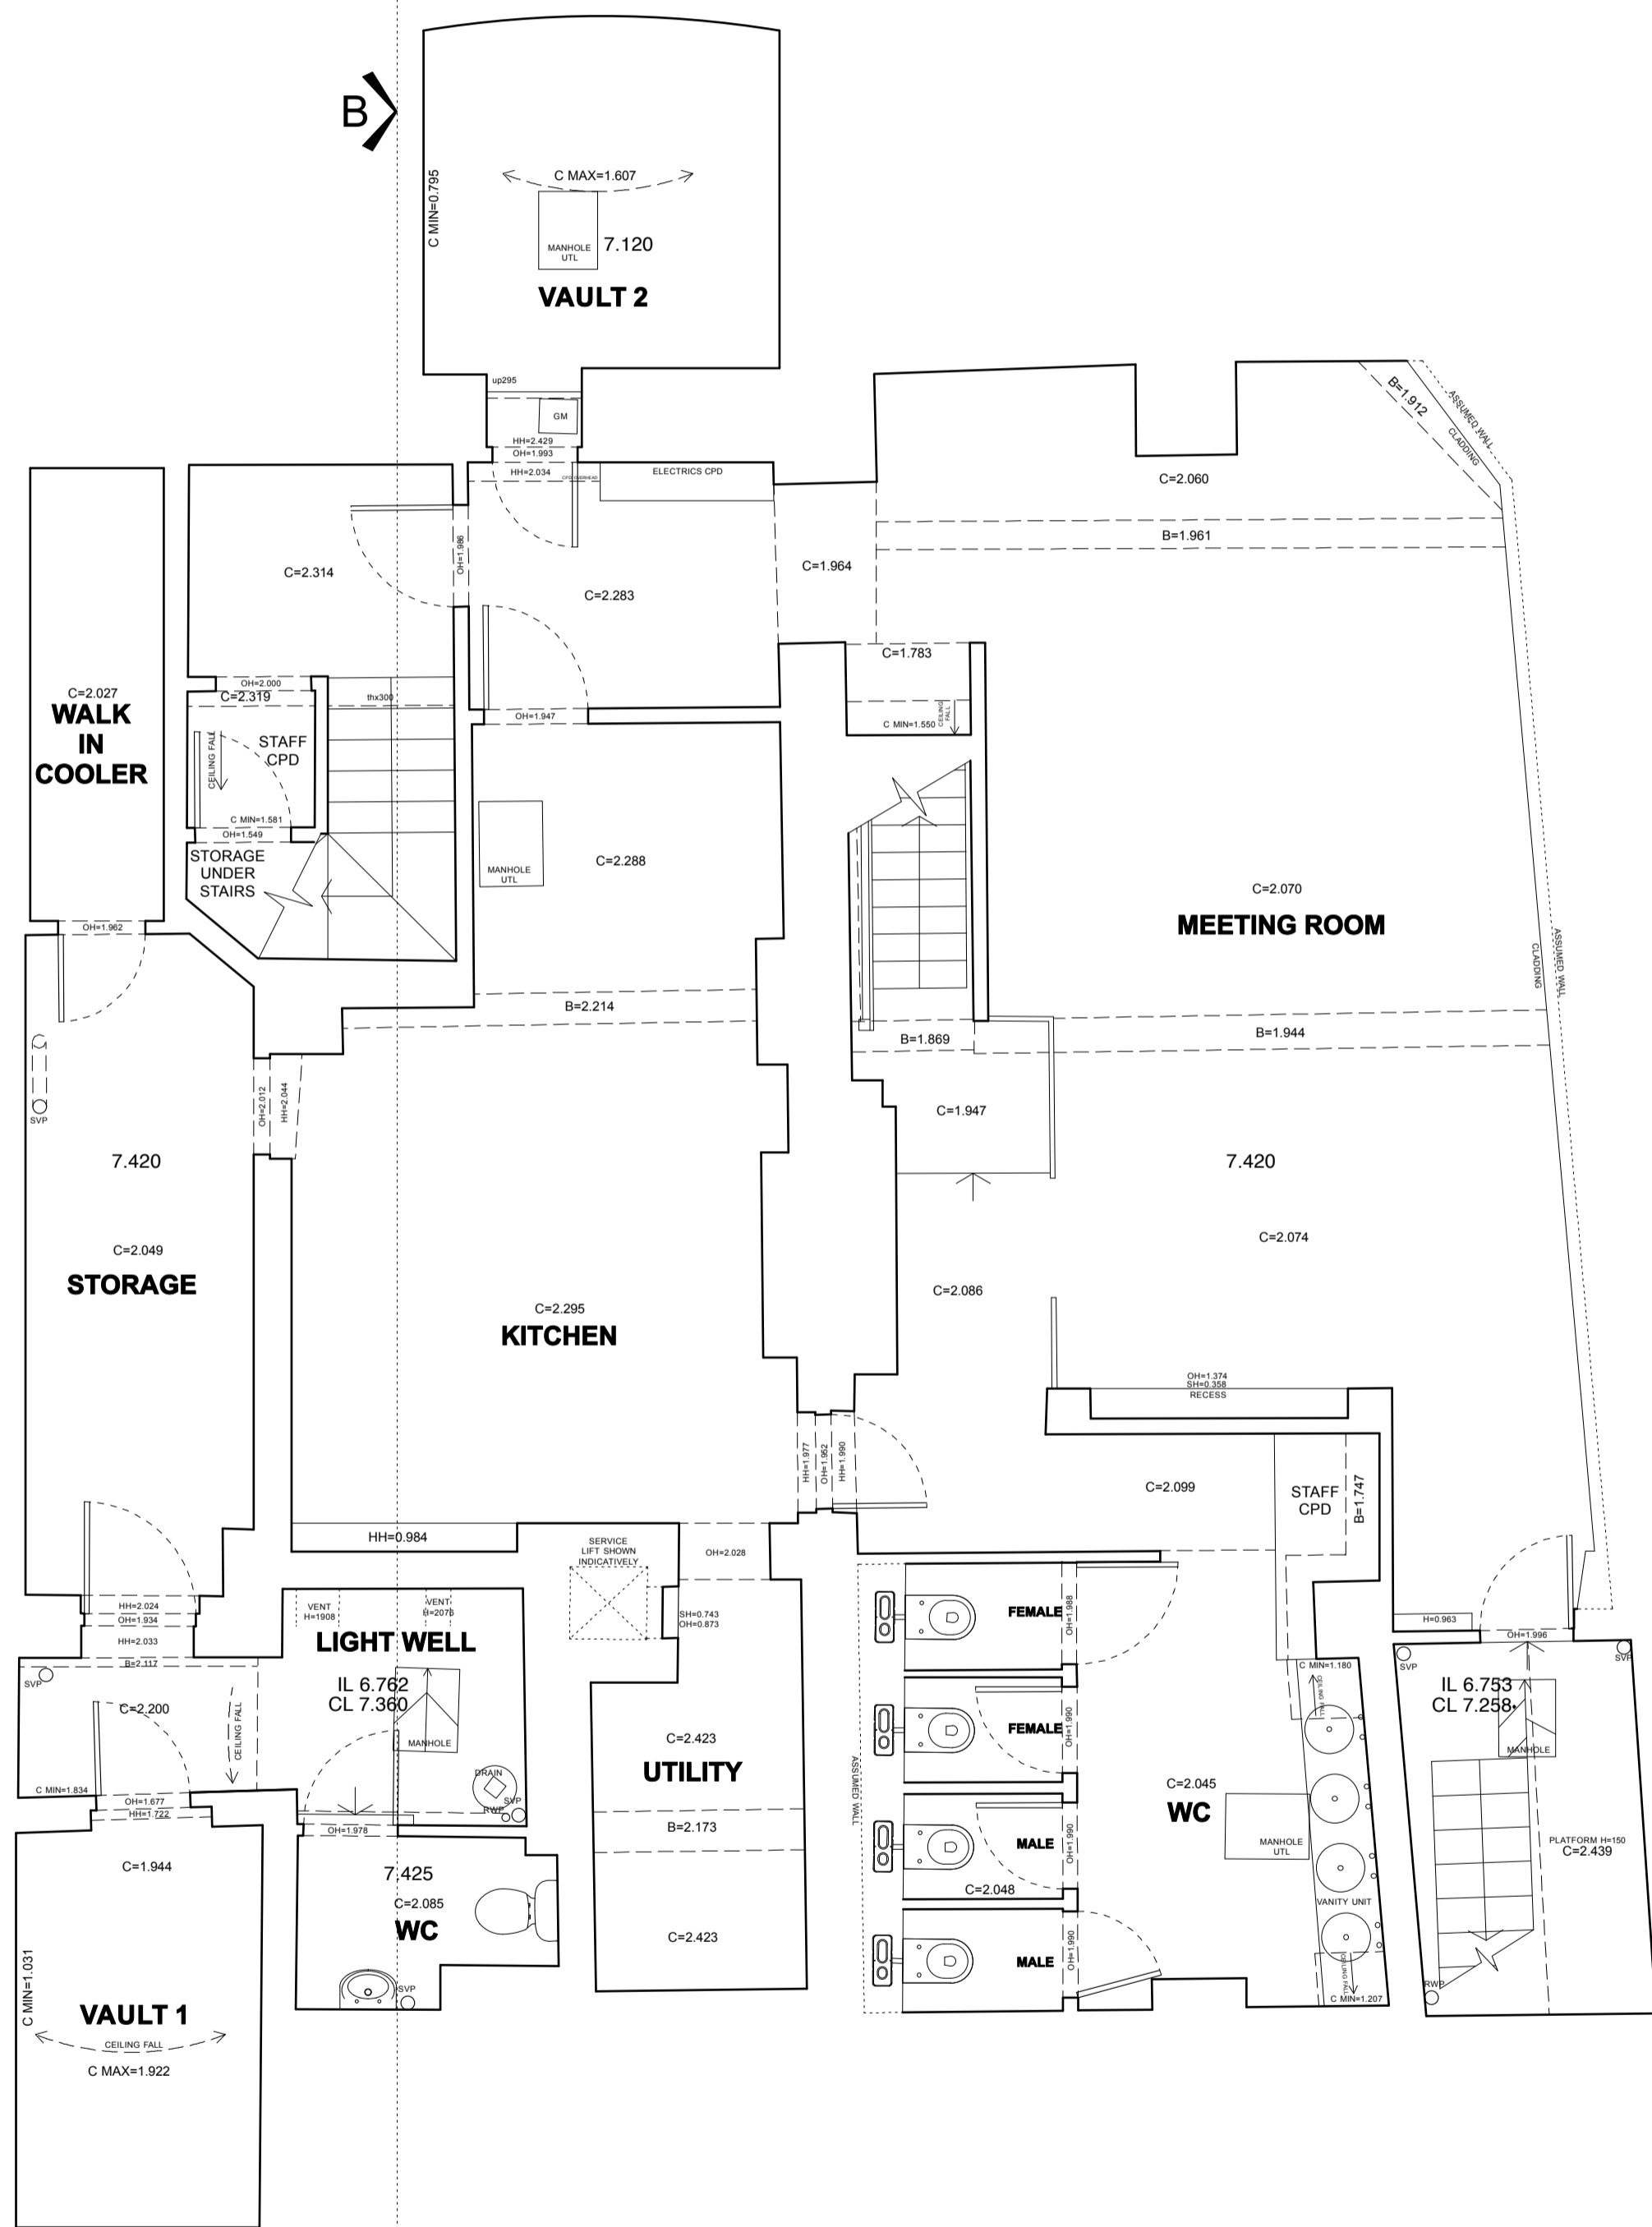 B
C MAX=1.607
C MIN=0.795
MANHOLE
UTL
7.120
VAULT 2
up295
GM
HH=2.429
OH=1.993
HH=2.034
CPD OVERHEAD
ELECTRICS CPD
B=1.912
ASSUMED WALL
CLADDING
C=2.060
B=1.961
C=1.964
C=2.314
OH=1.986
C=2.283
C=1.783
CEILING
FALL
C MIN=1.550
C=2.027
WALK
IN
COOLER
OH=2.000
C=2.319
thx300
OH=1.947
STAFF
CPD
CEILING FALL
C MIN=1.581
OH=1.549
STORAGE
UNDER
STAIRS
MANHOLE
UTL
C=2.288
C=2.070
MEETING ROOM
CLADDING
ASSUMED WALL
OH=1.962
B=2.214
B=1.869
B=1.944
SVP
OH=2.012
HH=2.044
C=1.947
7.420
7.420
C=2.049
STORAGE
C=2.074
C=2.086
C=2.295
KITCHEN
OH=1.374
SH=0.358
RECESS
HH=1.977
OH=1.952
HH=1.990
C=2.099
STAFF
CPD
B=1.747
HH=0.984
SERVICE
LIFT SHOWN
INDICATIVELY
OH=2.028
HH=2.024
OH=1.934
HH=2.033
B=2.117
VENT
H=1908
VENT
H=2076
LIGHT WELL
SH=0.743
OH=0.873
FEMALE
OH=1.988
H=0.963
OH=1.996
SVP
SVP
SVP
C=2.200
CEILING FALL
IL 6.762
CL 7.360
MANHOLE
C MIN=1.180
CEILING FALL
IL 6.753
CL 7.258
MANHOLE
FEMALE
OH=1.990
C=2.423
UTILITY
DRAIN
SVP
RWP
ASSUMED WALL
C=2.045
WC
C MIN=1.834
OH=1.677
HH=1.722
OH=1.978
B=2.173
MALE
OH=1.990
MANHOLE
UTL
PLATFORM H=150
C=2.439
C=1.944
7.425
C=2.085
WC
C=2.048
VANITY UNIT
C=2.423
MALE
OH=1.990
CEILING FALL
C MIN=1.207
SVP
RWP
C MIN=1.031
VAULT 1
CEILING FALL
C MAX=1.922